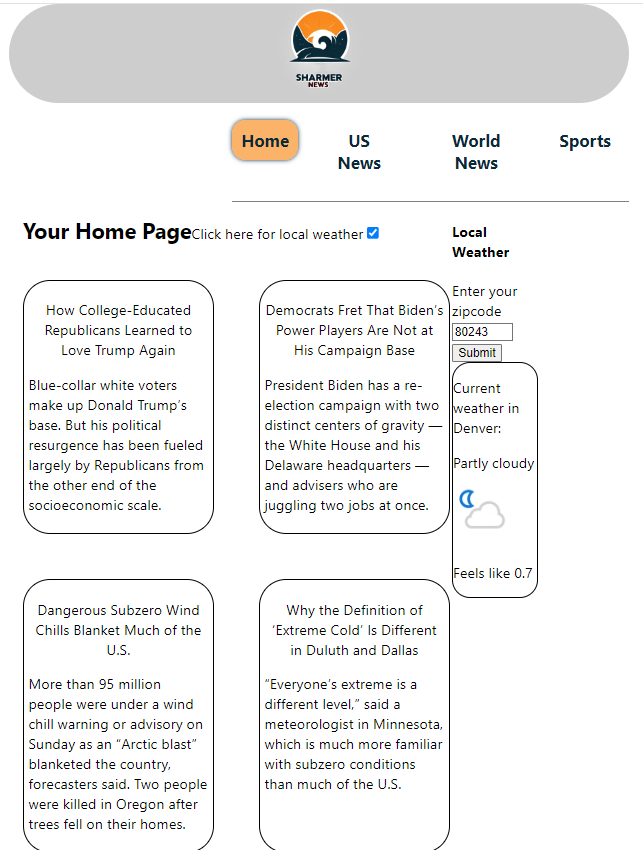 SHARMER
NEWS
Home
US
News
World
News
Sports
Your Home Page
Click here for local weather
How College-Educated
Republicans Learned to
Love Trump Again
Blue-collar white voters
make up Donald Trump’s
base. But his political
resurgence has been fueled
largely by Republicans from
the other end of the
socioeconomic scale.
Democrats Fret That Biden’s
Power Players Are Not at
His Campaign Base
President Biden has a re-
election campaign with two
distinct centers of gravity —
the White House and his
Delaware headquarters —
and advisers who are
juggling two jobs at once.
Local
Weather
Enter your
zipcode
80243
Submit
Current
weather in
Denver:
Partly cloudy
Feels like 0.7
Dangerous Subzero Wind
Chills Blanket Much of the
U.S.
More than 95 million
people were under a wind
chill warning or advisory on
Sunday as an “Arctic blast”
blanketed the country,
forecasters said. Two people
were killed in Oregon after
trees fell on their homes.
Why the Definition of
‘Extreme Cold’ Is Different
in Duluth and Dallas
“Everyone’s extreme is a
different level,” said a
meteorologist in Minnesota,
which is much more familiar
with subzero conditions
than much of the U.S.